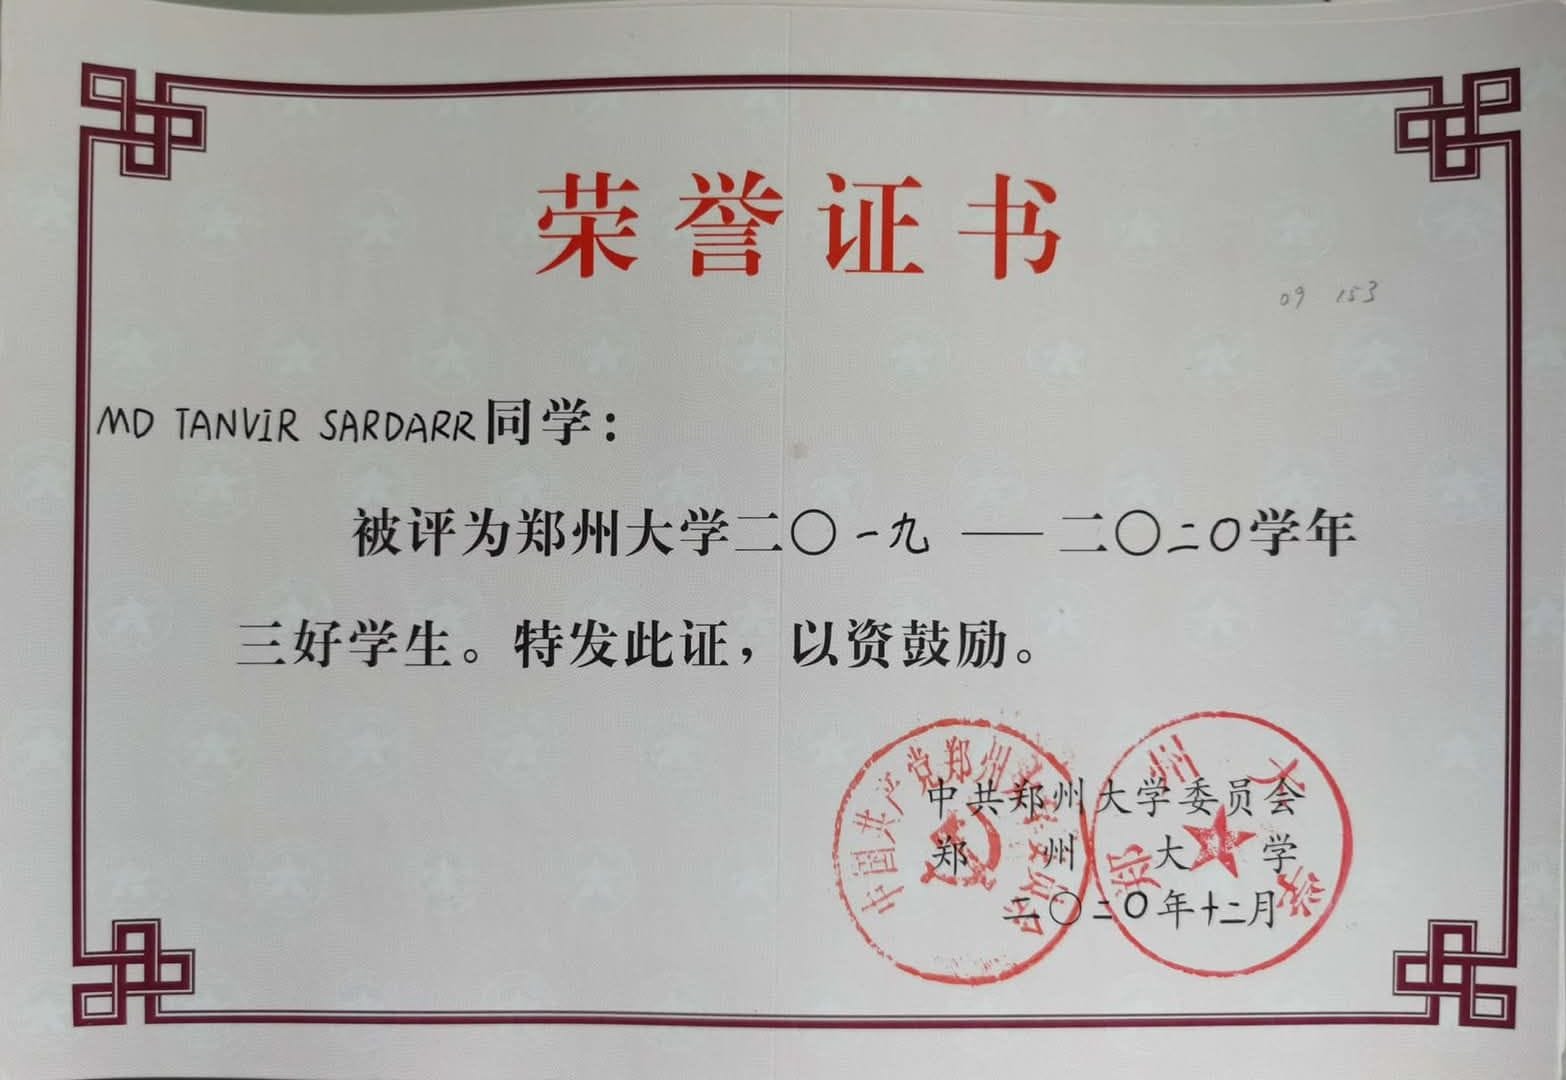 荣誉证书
09 153
MD TANVIR SARDARR同学：
被评为郑州大学二〇一九——二〇二〇学年
三好学生。特发此证，以资鼓励。
中共郑州大学委员会
郑州大学
二〇二〇年十二月
中国共产党郑州大学委员会
郑州大学